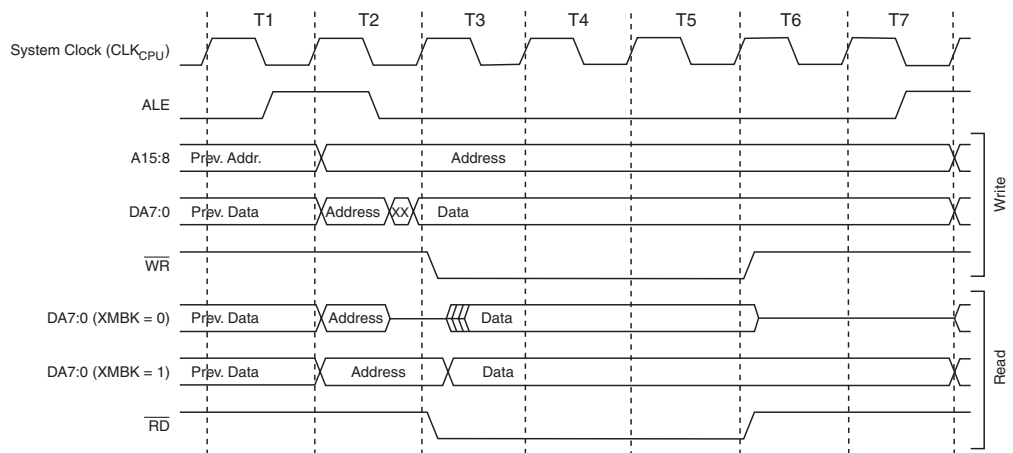 T1 T2 T3 T4 T5 T6 T7
System Clock (CLKCPU)
ALE
A15:8 Prev. Addr. Address
DA7:0 Prev. Data Address XX Data
WR
Write
DA7:0 (XMBK = 0) Prev. Data Address Data
DA7:0 (XMBK = 1) Prev. Data Address Data
RD
Read